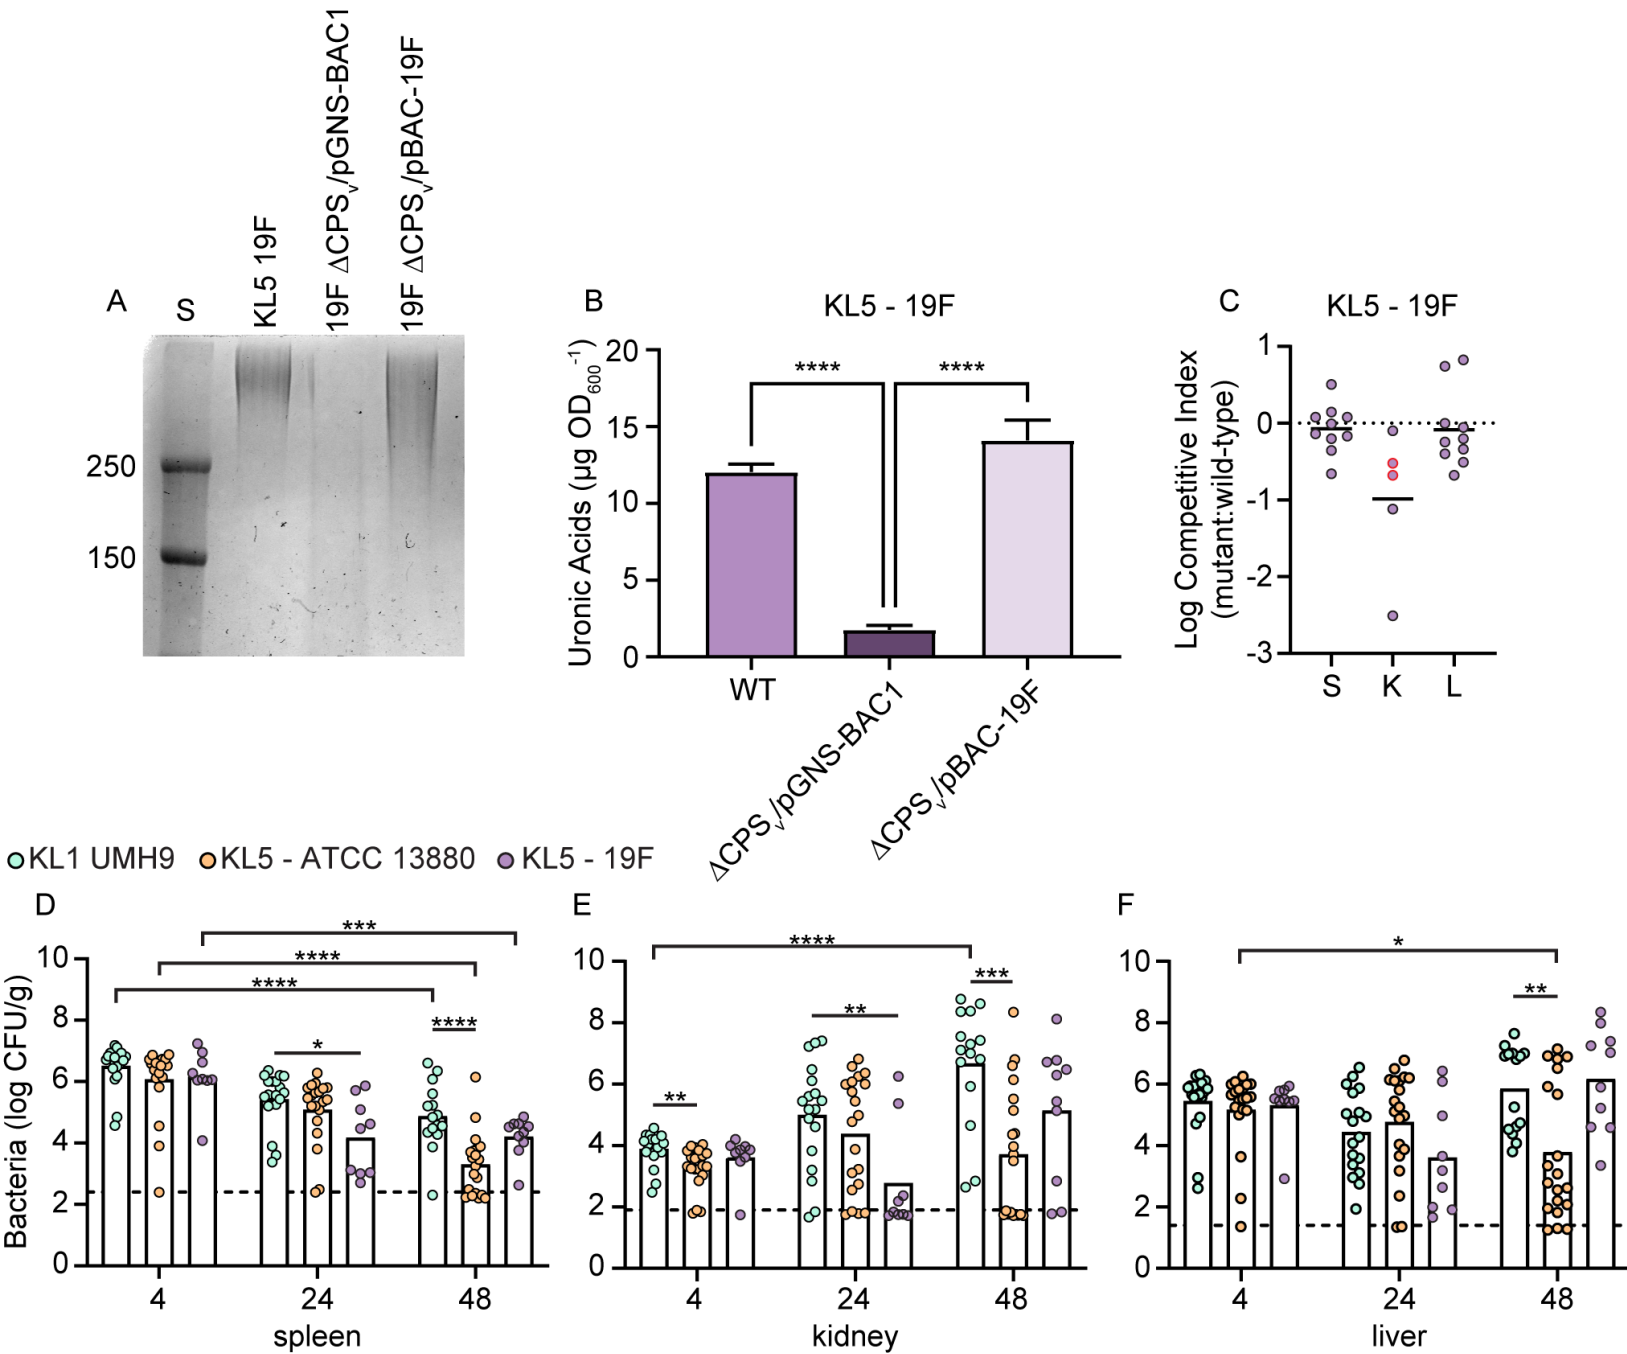 A
S
KL5 19F
19F ΔCPSv/pGNS-BAC1
19F ΔCPSv/pBAC-19F
250
150
B
KL5 - 19F
Uronic Acids (µg OD600-1)
20
15
10
5
0
****
****
WT
ΔCPSv/pGNS-BAC1
ΔCPSv/pBAC-19F
C
KL5 - 19F
Log Competitive Index
(mutant:wild-type)
1
0
-1
-2
-3
S K L
KL1 UMH9 KL5 - ATCC 13880 KL5 - 19F
D
Bacteria (log CFU/g)
10
8
6
4
2
0
***
****
****
*
****
4 24 48
spleen
E
10
8
6
4
2
0
****
**
**
***
4 24 48
kidney
F
10
8
6
4
2
0
*
**
4 24 48
liver